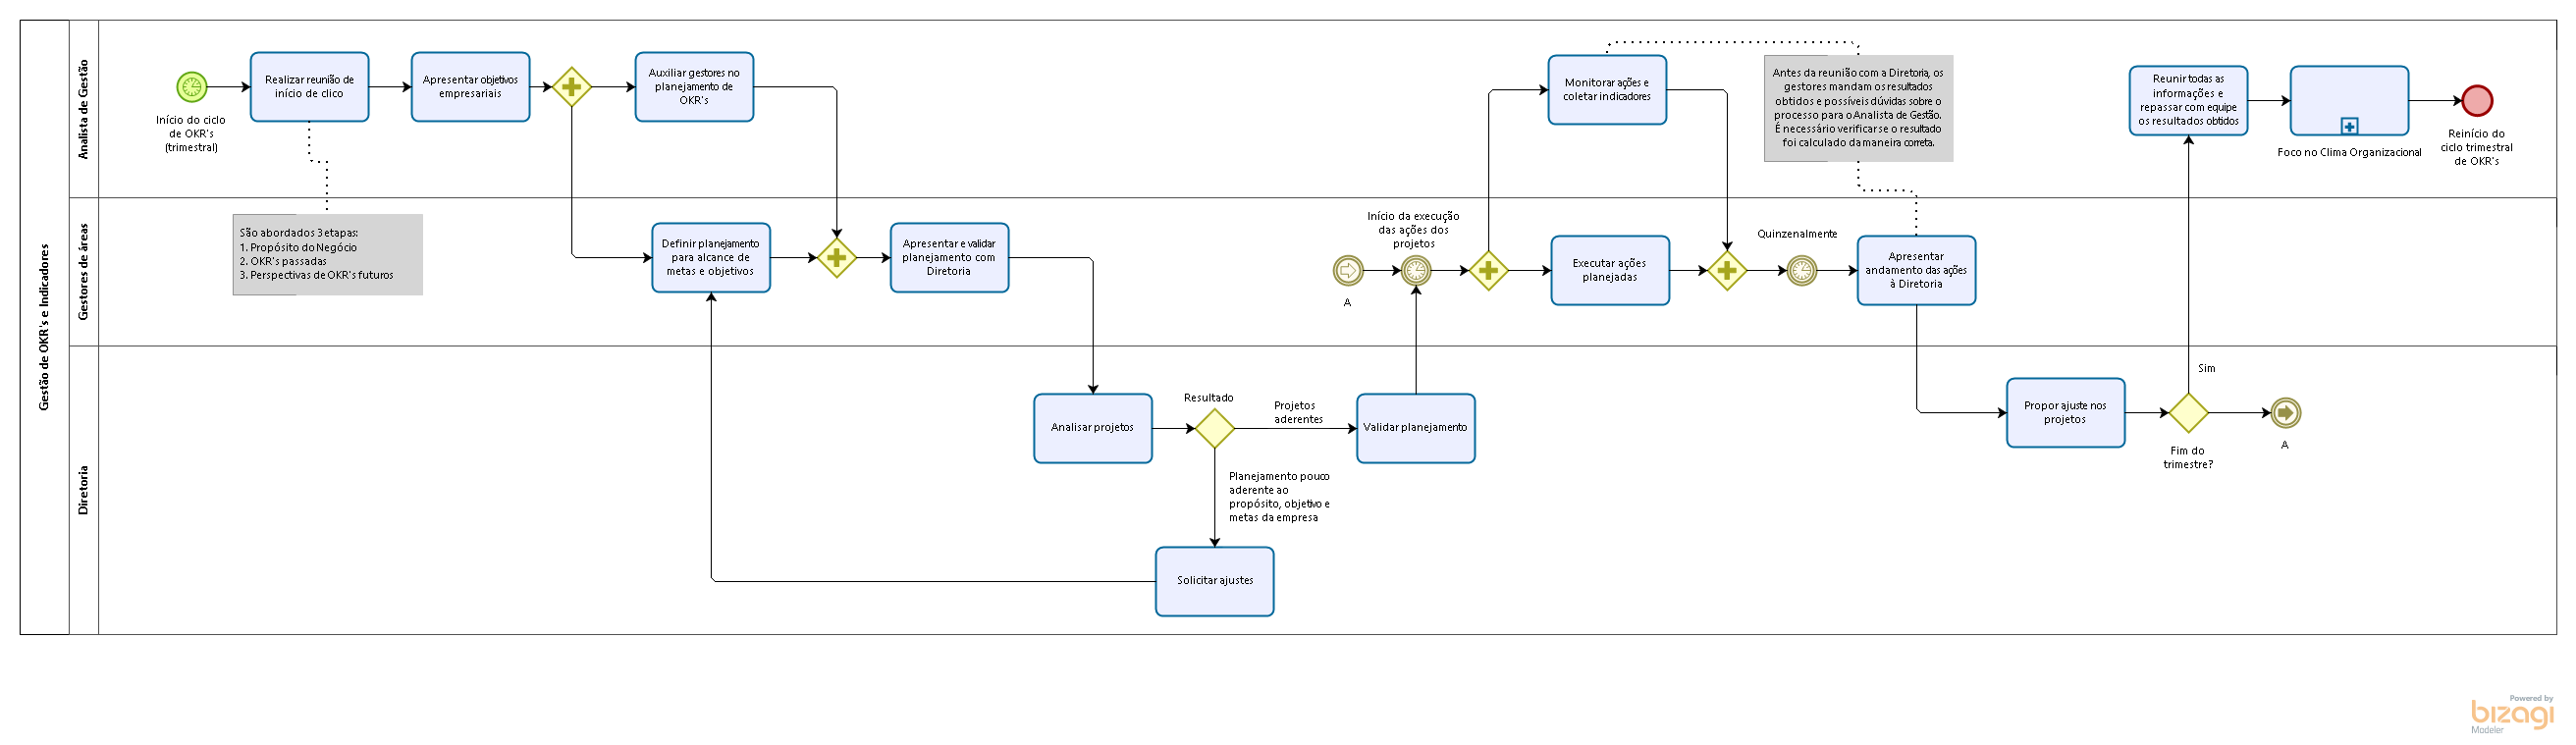 Gestão de OKR's e Indicadores
Analista de Gestão
Início do ciclo
de OKR's
(trimestral)
Realizar reunião de
início de clico
Apresentar objetivos
empresariais
Auxiliar gestores no
planejamento de
OKR's
Monitorar ações e
coletar indicadores
Antes da reunião com a Diretoria, os
gestores mandam os resultados
obtidos e possíveis dúvidas sobre o
processo para o Analista de Gestão.
É necessário verificar se o resultado
foi calculado da maneira correta.
Reunir todas as
informações e
repassar com equipe
os resultados obtidos
Foco no Clima Organizacional
Reinício do
ciclo trimestral
de OKR's
Gestores de áreas
São abordados 3 etapas:
1. Propósito do Negócio
2. OKR's passadas
3. Perspectivas de OKR's futuros
Definir planejamento
para alcance de
metas e objetivos
Apresentar e validar
planejamento com
Diretoria
A
Início da execução
das ações dos
projetos
Executar ações
planejadas
Quinzenalmente
Apresentar
andamento das ações
à Diretoria
Diretoria
Analisar projetos
Resultado
Projetos
aderentes
Validar planejamento
Planejamento pouco
aderente ao
propósito, objetivo e
metas da empresa
Solicitar ajustes
Propor ajuste nos
projetos
Sim
Fim do
trimestre?
A
Powered by
bizagi
Modeler